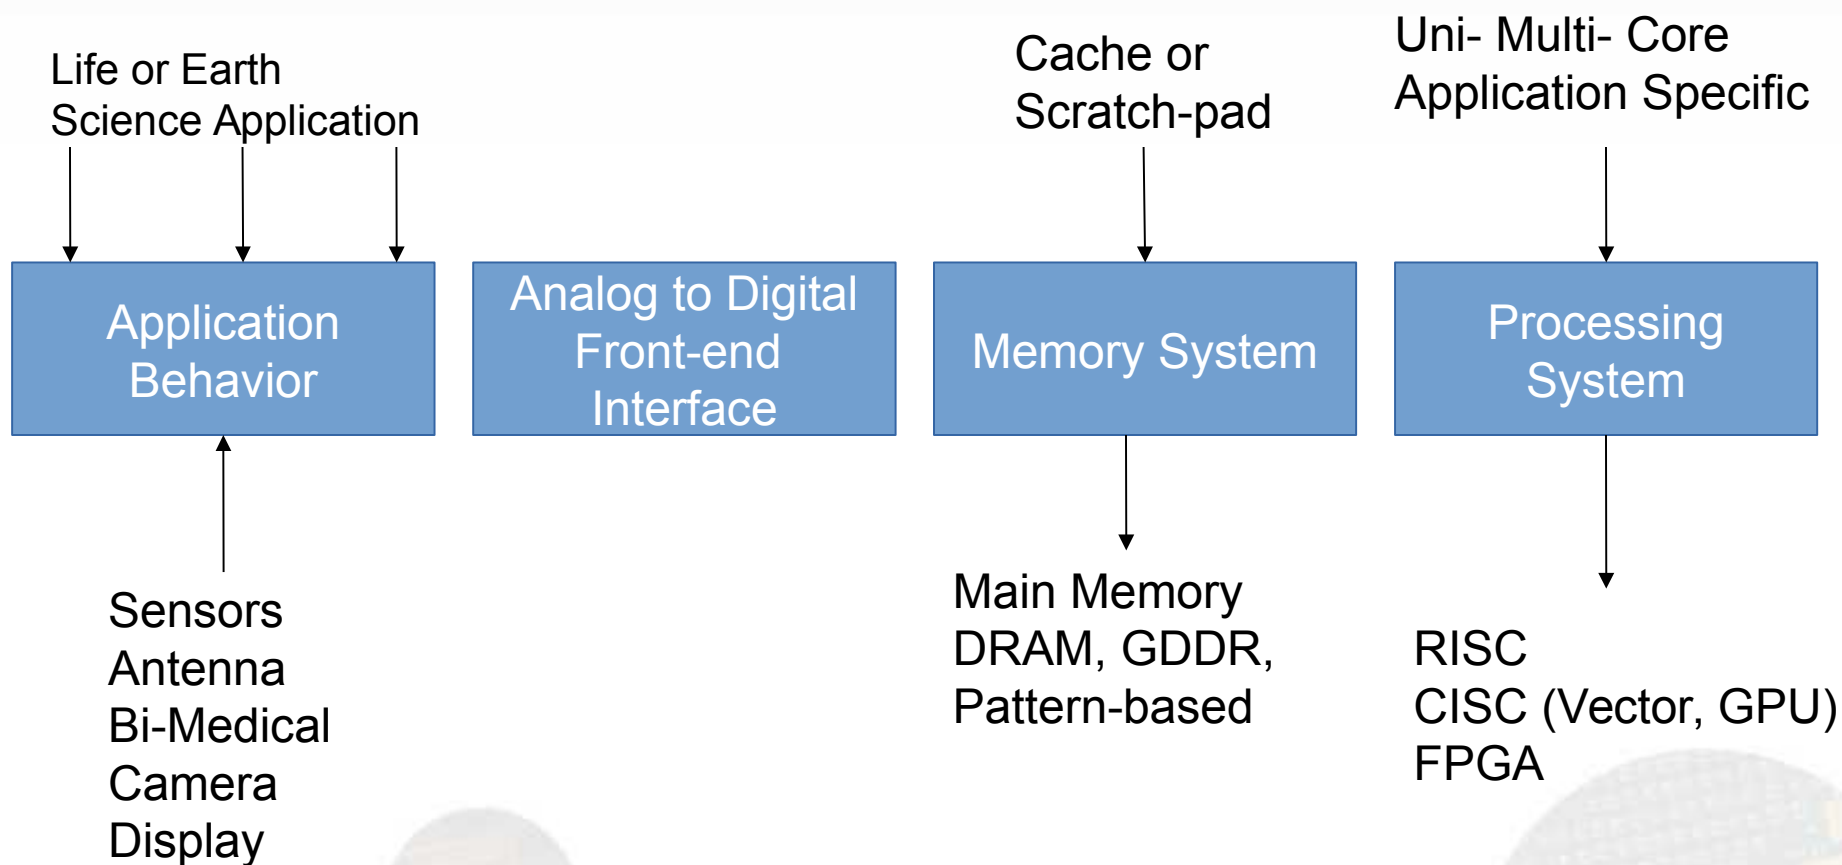 Life or Earth
Science Application
Cache or
Scratch-pad
Uni- Multi- Core
Application Specific
Application
Behavior
Analog to Digital
Front-end
Interface
Memory System
Processing
System
Sensors
Antenna
Bi-Medical
Camera
Display
Main Memory
DRAM, GDDR,
Pattern-based
RISC
CISC (Vector, GPU)
FPGA